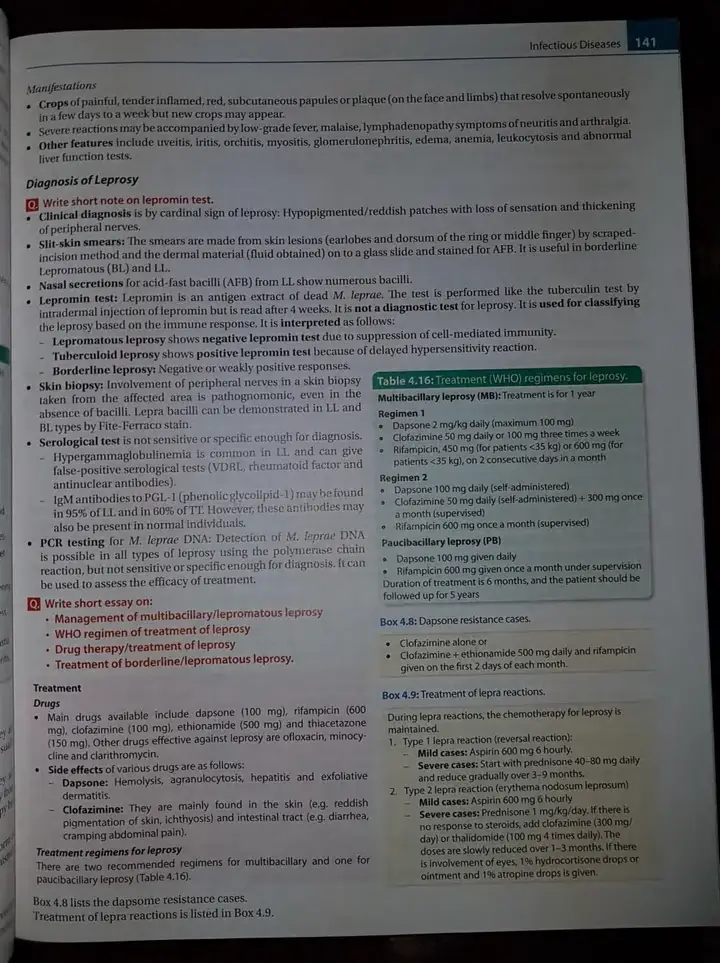 Infectious Diseases 141
Manifestations
• Crops of painful, tender inflamed, red, subcutaneous papules or plaque (on the face and limbs) that resolve spontaneously
in a few days to a week but new crops may appear.
• Severe reactions may be accompanied by low-grade fever, malaise, lymphadenopathy symptoms of neuritis and arthralgia.
• Other features include uveitis, iritis, orchitis, myositis, glomerulonephritis, edema, anemia, leukocytosis and abnormal
liver function tests.
Diagnosis of Leprosy
Q. Write short note on lepromin test.
• Clinical diagnosis is by cardinal sign of leprosy: Hypopigmented/reddish patches with loss of sensation and thickening
of peripheral nerves.
• Slit-skin smears: The smears are made from skin lesions (earlobes and dorsum of the ring or middle finger) by scraped-
incision method and the dermal material (fluid obtained) on to a glass slide and stained for AFB. It is useful in borderline
Lepromatous (BL) and LL.
• Nasal secretions for acid-fast bacilli (AFB) from LL show numerous bacilli.
• Lepromin test: Lepromin is an antigen extract of dead M. leprae. The test is performed like the tuberculin test by
intradermal injection of lepromin but is read after 4 weeks. It is not a diagnostic test for leprosy. It is used for classifying
the leprosy based on the immune response. It is interpreted as follows:
– Lepromatous leprosy shows negative lepromin test due to suppression of cell-mediated immunity.
– Tuberculoid leprosy shows positive lepromin test because of delayed hypersensitivity reaction.
– Borderline leprosy: Negative or weakly positive responses.
• Skin biopsy: Involvement of peripheral nerves in a skin biopsy
taken from the affected area is pathognomonic, even in the
absence of bacilli. Lepra bacilli can be demonstrated in LL and
BL types by Fite-Ferraco stain.
• Serological test is not sensitive or specific enough for diagnosis.
– Hypergammaglobulinemia is common in LL and can give
false-positive serological tests (VDRL, rheumatoid factor and
antinuclear antibodies).
– IgM antibodies to PGL-1 (phenolic glycolipid-1) may be found
in 95% of LL and in 60% of TT. However, these antibodies may
also be present in normal individuals.
• PCR testing for M. leprae DNA: Detection of M. leprae DNA
is possible in all types of leprosy using the polymerase chain
reaction, but not sensitive or specific enough for diagnosis. It can
be used to assess the efficacy of treatment.
Q. Write short essay on:
• Management of multibacillary/lepromatous leprosy
• WHO regimen of treatment of leprosy
• Drug therapy/treatment of leprosy
• Treatment of borderline/lepromatous leprosy.
Treatment
Drugs
• Main drugs available include dapsone (100 mg), rifampicin (600
mg), clofazimine (100 mg), ethionamide (500 mg) and thiacetazone
(150 mg). Other drugs effective against leprosy are ofloxacin, minocy-
cline and clarithromycin.
• Side effects of various drugs are as follows:
– Dapsone: Hemolysis, agranulocytosis, hepatitis and exfoliative
dermatitis.
– Clofazimine: They are mainly found in the skin (e.g. reddish
pigmentation of skin, ichthyosis) and intestinal tract (e.g. diarrhea,
cramping abdominal pain).
Treatment regimens for leprosy
There are two recommended regimens for multibacillary and one for
paucibacillary leprosy (Table 4.16).
Box 4.8 lists the dapsome resistance cases.
Treatment of lepra reactions is listed in Box 4.9.
Table 4.16: Treatment (WHO) regimens for leprosy.
Multibacillary leprosy (MB): Treatment is for 1 year
Regimen 1
• Dapsone 2 mg/kg daily (maximum 100 mg)
• Clofazimine 50 mg daily or 100 mg three times a week
• Rifampicin, 450 mg (for patients <35 kg) or 600 mg (for
patients <35 kg), on 2 consecutive days in a month
Regimen 2
• Dapsone 100 mg daily (self-administered)
• Clofazimine 50 mg daily (self-administered) + 300 mg once
a month (supervised)
• Rifampicin 600 mg once a month (supervised)
Paucibacillary leprosy (PB)
• Dapsone 100 mg given daily
• Rifampicin 600 mg given once a month under supervision
Duration of treatment is 6 months, and the patient should be
followed up for 5 years
Box 4.8: Dapsone resistance cases.
• Clofazimine alone or
• Clofazimine + ethionamide 500 mg daily and rifampicin
given on the first 2 days of each month.
Box 4.9: Treatment of lepra reactions.
During lepra reactions, the chemotherapy for leprosy is
maintained.
1. Type 1 lepra reaction (reversal reaction):
– Mild cases: Aspirin 600 mg 6 hourly.
– Severe cases: Start with prednisone 40–80 mg daily
and reduce gradually over 3–9 months.
2. Type 2 lepra reaction (erythema nodosum leprosum)
– Mild cases: Aspirin 600 mg 6 hourly
– Severe cases: Prednisone 1 mg/kg/day. If there is
no response to steroids, add clofazimine (300 mg/
day) or thalidomide (100 mg 4 times daily). The
doses are slowly reduced over 1–3 months. If there
is involvement of eyes, 1% hydrocortisone drops or
ointment and 1% atropine drops is given.